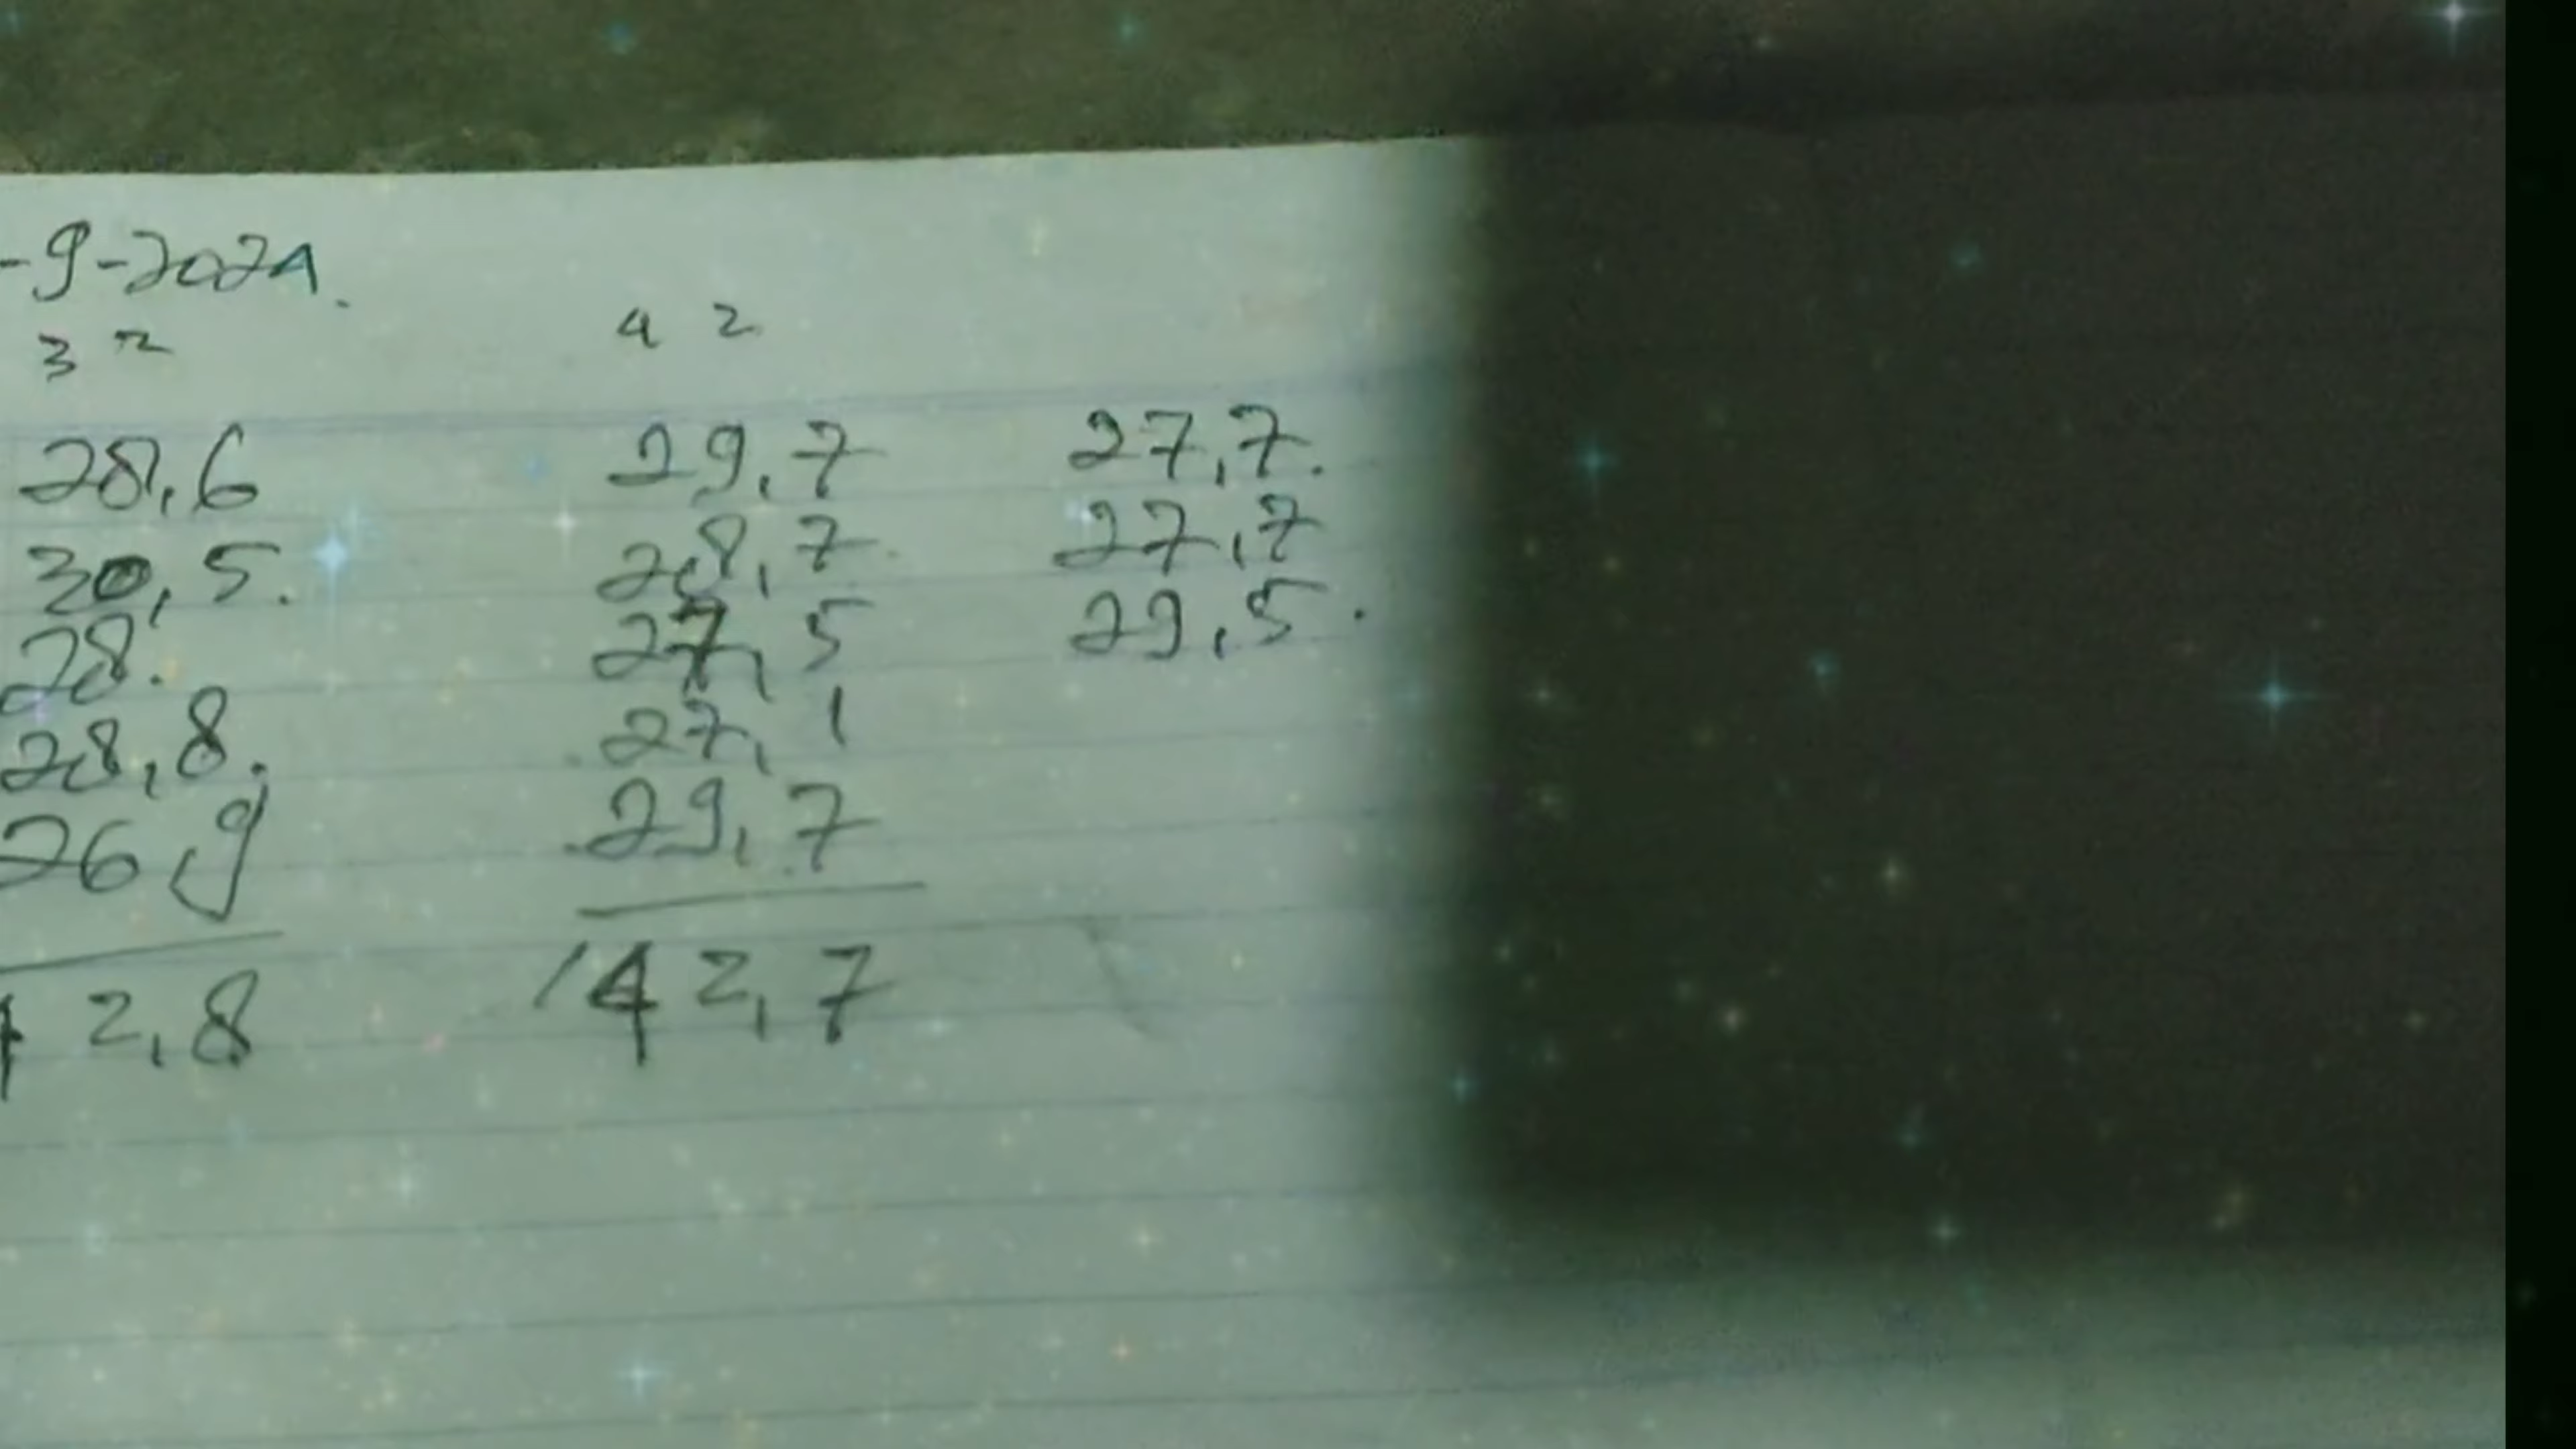 -9-2024.
3 2 4 2
28,6 29,7 27,7.
30,5. 28,7. 27,7
28. 27,5 29,5.
28,8. 27,1
26,9 29,7
42,8 142,7